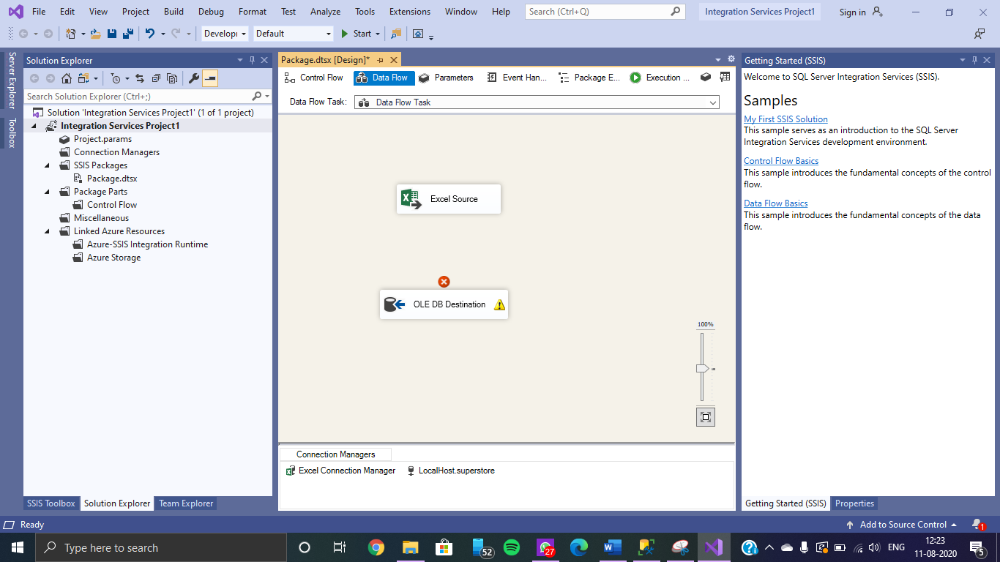 File Edit View Project Build Debug Format Test Analyze Tools Extensions Window Help Search (Ctrl+Q) Integration Services Project1 Sign in
Default Start
Server Explorer
Toolbox
Solution Explorer
Search Solution Explorer (Ctrl+;)
Solution 'Integration Services Project1' (1 of 1 project)
Integration Services Project1
Project.params
Connection Managers
SSIS Packages
Package.dtsx
Package Parts
Control Flow
Miscellaneous
Linked Azure Resources
Azure-SSIS Integration Runtime
Azure Storage
SSIS Toolbox Solution Explorer Team Explorer
Package.dtsx [Design]*
Control Flow Data Flow Parameters Event Han... Package E... Execution ...
Data Flow Task: Data Flow Task
Excel Source
OLE DB Destination
100%
Connection Managers
Excel Connection Manager LocalHost.superstore
Getting Started (SSIS)
Welcome to SQL Server Integration Services (SSIS).
Samples
My First SSIS Solution
This sample serves as an introduction to the SQL Server
Integration Services development environment.
Control Flow Basics
This sample introduces the fundamental concepts of the control
flow.
Data Flow Basics
This sample introduces the fundamental concepts of the data
flow.
Getting Started (SSIS) Properties
Ready Add to Source Control 1
Type here to search 52 27 ENG 12:23
11-08-2020 5